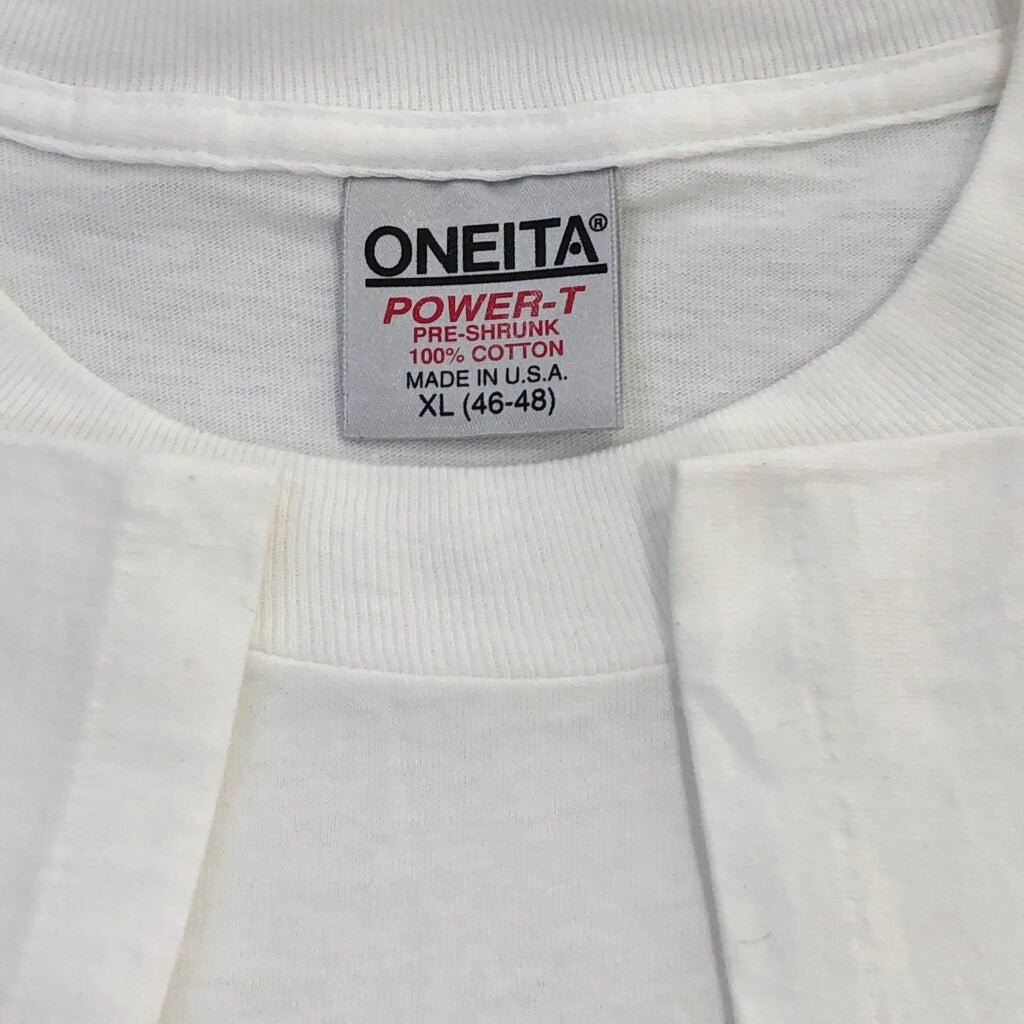 ONEITA®
POWER-T
PRE-SHRUNK
100% COTTON
MADE IN U.S.A.
XL (46-48)